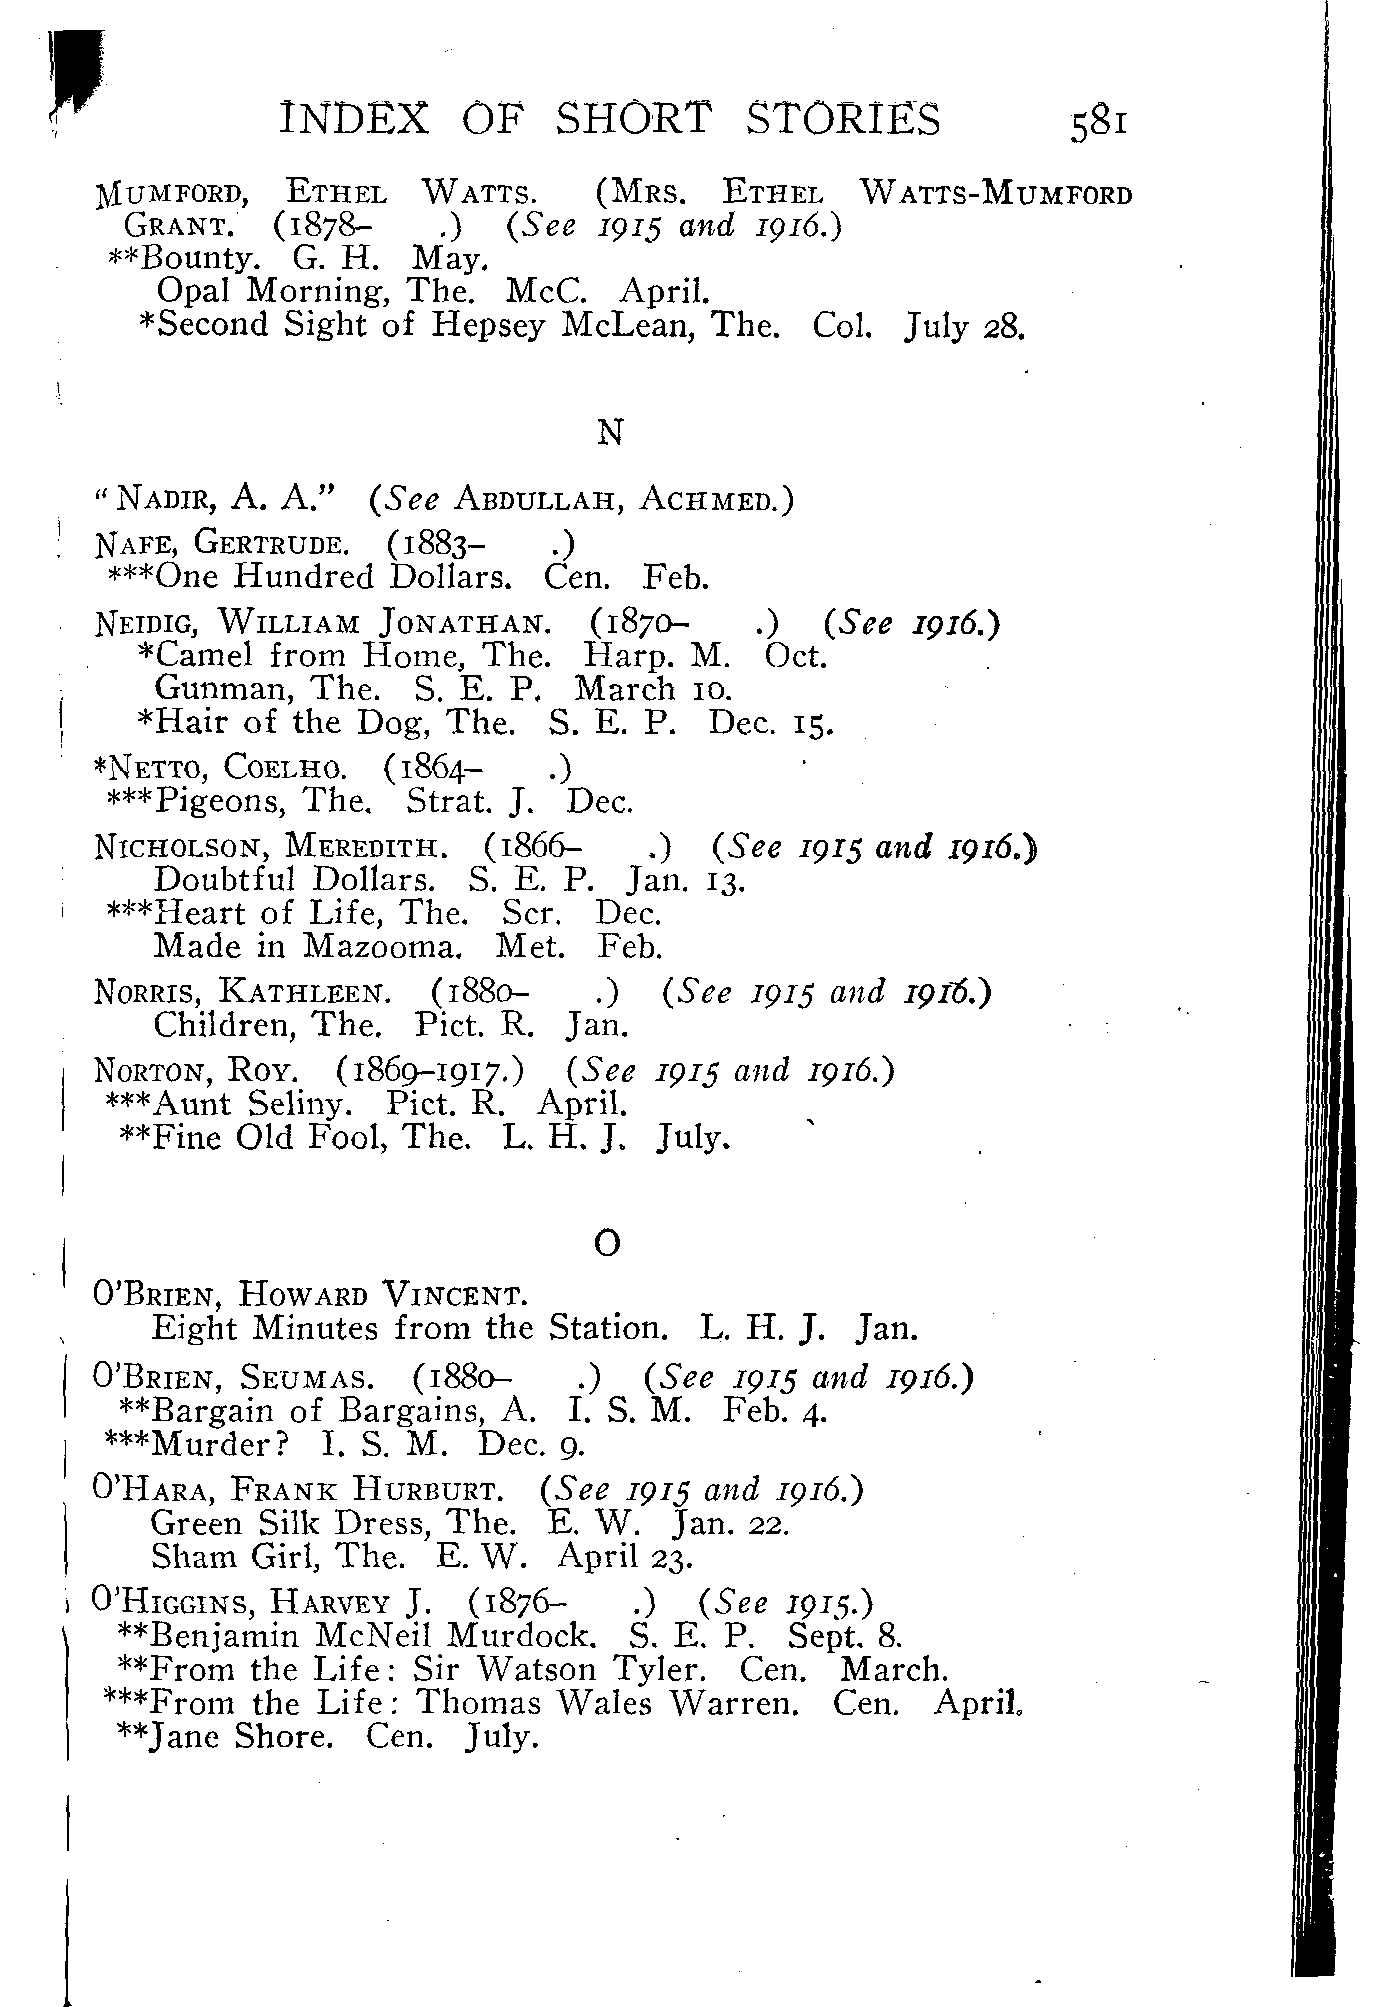 INDEX OF SHORT STORIES 581
MUMFORD, ETHEL WATTS. (MRS. ETHEL WATTS-MUMFORD
GRANT. (1878- .) (See 1915 and 1916.)
**Bounty. G. H. May.
Opal Morning, The. McC. April.
*Second Sight of Hepsey McLean, The. Col. July 28.
N
"NADIR, A. A." (See ABDULLAH, ACHMED.)
NAFE, GERTRUDE. (1883- .)
***One Hundred Dollars. Cen. Feb.
NEIDIG, WILLIAM JONATHAN. (1870- .) (See 1916.)
*Camel from Home, The. Harp. M. Oct.
Gunman, The. S. E. P. March 10.
*Hair of the Dog, The. S. E. P. Dec. 15.
*NETTO, COELHO. (1864- .)
***Pigeons, The. Strat. J. Dec.
NICHOLSON, MEREDITH. (1866- .) (See 1915 and 1916.)
Doubtful Dollars. S. E. P. Jan. 13.
***Heart of Life, The. Scr. Dec.
Made in Mazooma. Met. Feb.
NORRIS, KATHLEEN. (1880- .) (See 1915 and 1916.)
Children, The. Pict. R. Jan.
NORTON, ROY. (1869-1917.) (See 1915 and 1916.)
***Aunt Seliny. Pict. R. April.
**Fine Old Fool, The. L. H. J. July.
O
O'BRIEN, HOWARD VINCENT.
Eight Minutes from the Station. L. H. J. Jan.
O'BRIEN, SEUMAS. (1880- .) (See 1915 and 1916.)
**Bargain of Bargains, A. I. S. M. Feb. 4.
***Murder? I. S. M. Dec. 9.
O'HARA, FRANK HURBURT. (See 1915 and 1916.)
Green Silk Dress, The. E. W. Jan. 22.
Sham Girl, The. E. W. April 23.
O'HIGGINS, HARVEY J. (1876- .) (See 1915.)
**Benjamin McNeil Murdock. S. E. P. Sept. 8.
**From the Life: Sir Watson Tyler. Cen. March.
***From the Life: Thomas Wales Warren. Cen. April.
**Jane Shore. Cen. July.